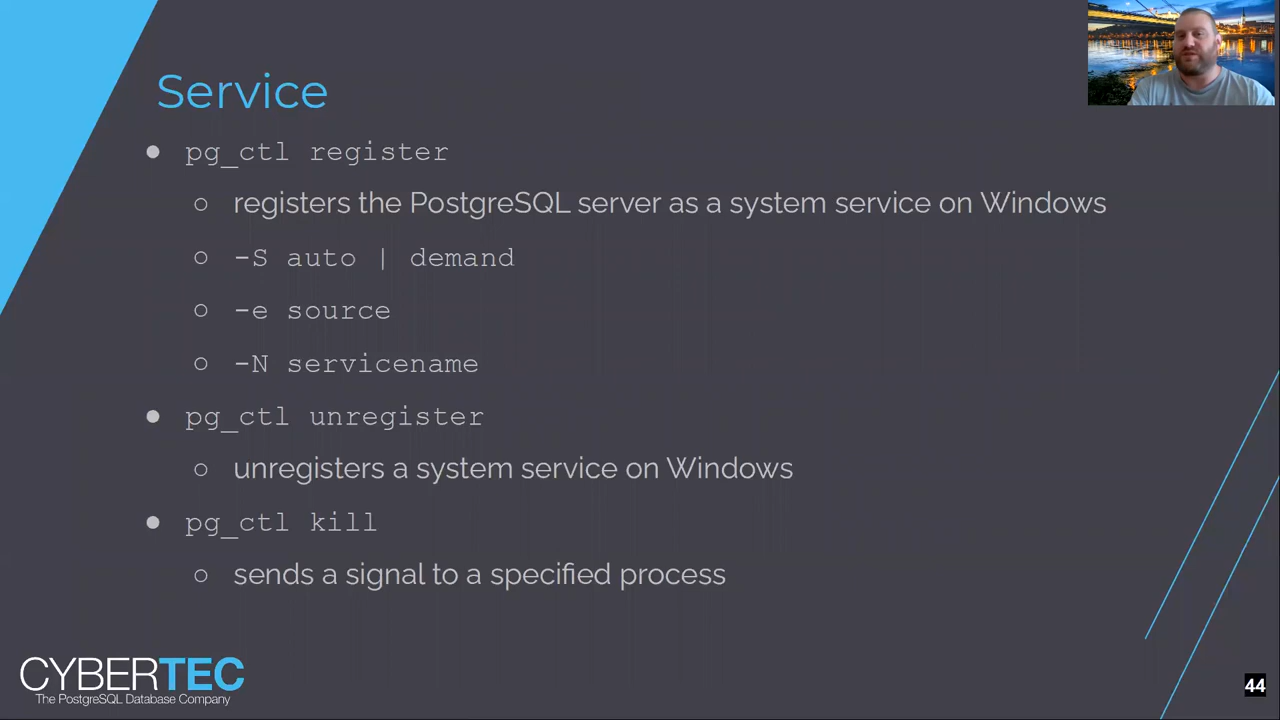 Service
● pg_ctl register
○ registers the PostgreSQL server as a system service on Windows
○ -S auto | demand
○ -e source
○ -N servicename
● pg_ctl unregister
○ unregisters a system service on Windows
● pg_ctl kill
○ sends a signal to a specified process
CYBERTEC
The PostgreSQL Database Company
44